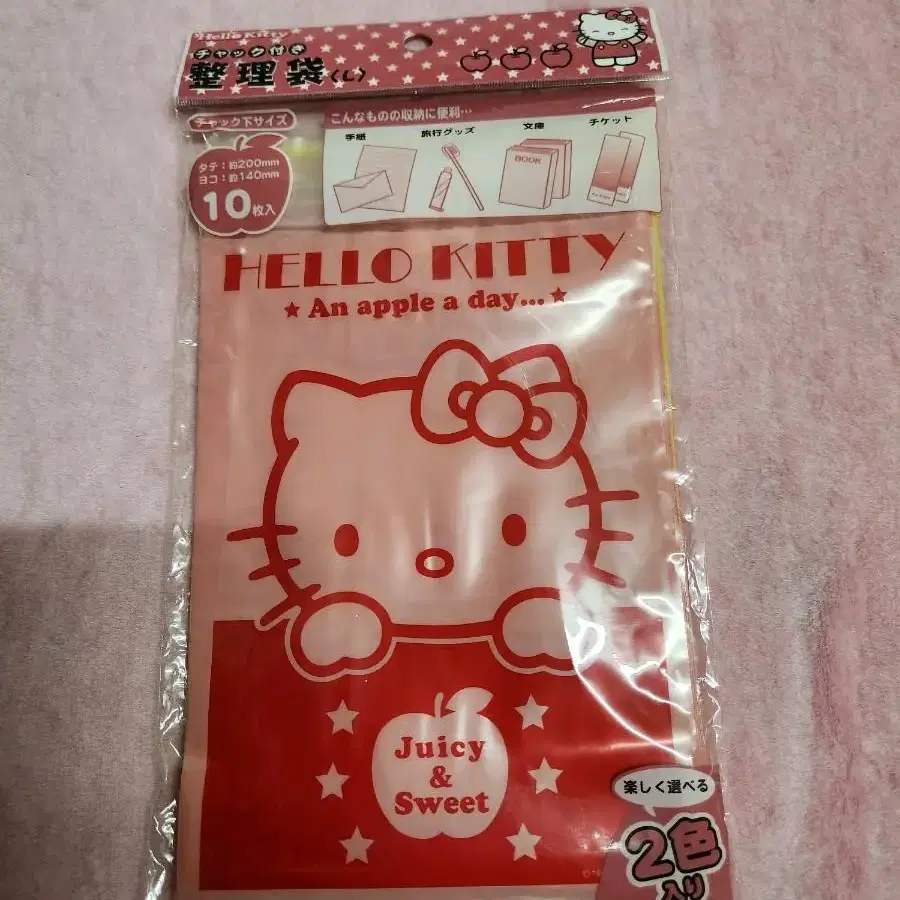 Hello Kitty
チャック付き
整理袋〈L〉
チャック下サイズ
タテ：約200mm
ヨコ：約140mm
10枚入
こんなものの収納に便利…
手紙
旅行グッズ
文庫
チケット
BOOK
HELLO KITTY
★ An apple a day... ★
Juicy
&
Sweet
楽しく選べる
2色
入り